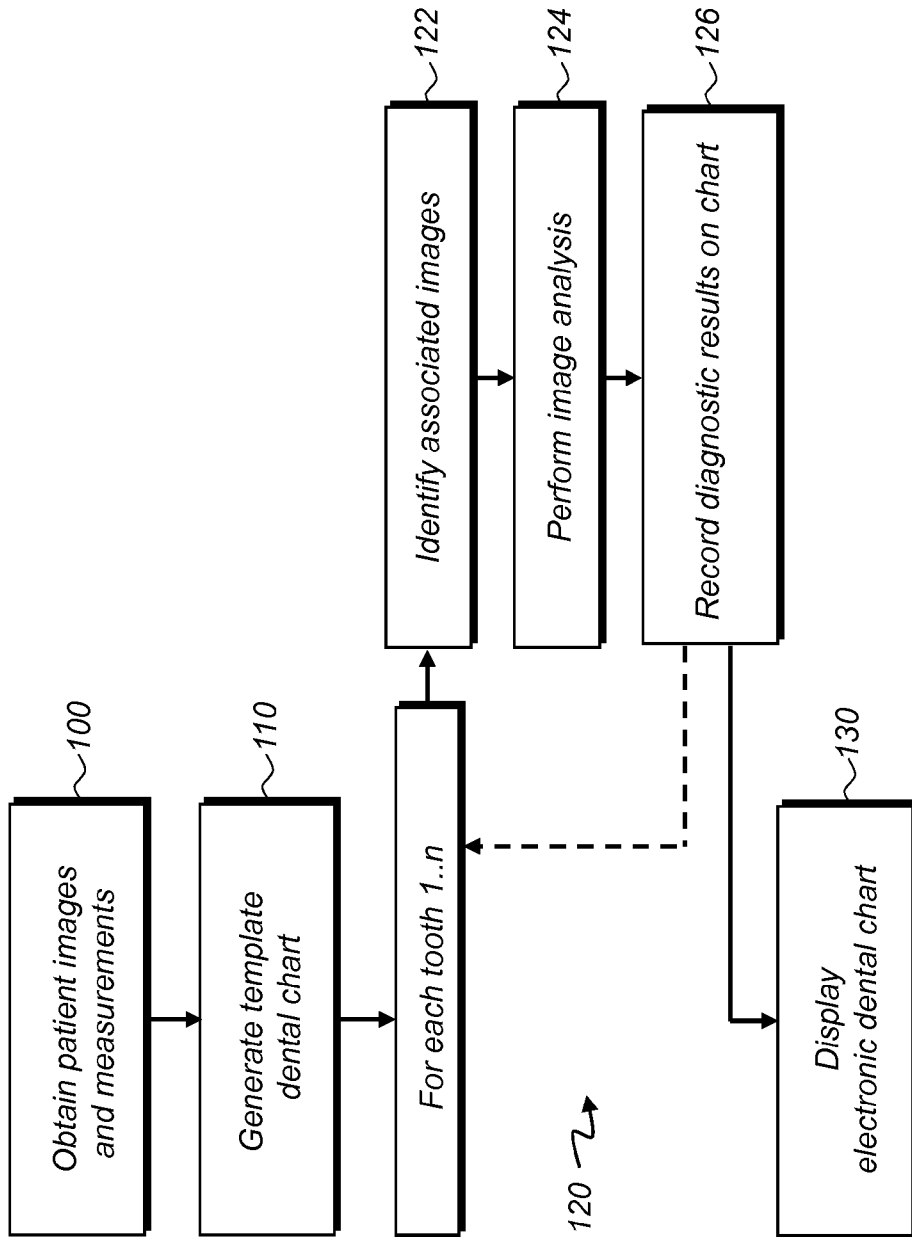 Obtain patient images
and measurements
100
Generate template
dental chart
110
For each tooth 1..n
120
Identify associated images
122
Perform image analysis
124
Record diagnostic results on chart
126
Display
electronic dental chart
130